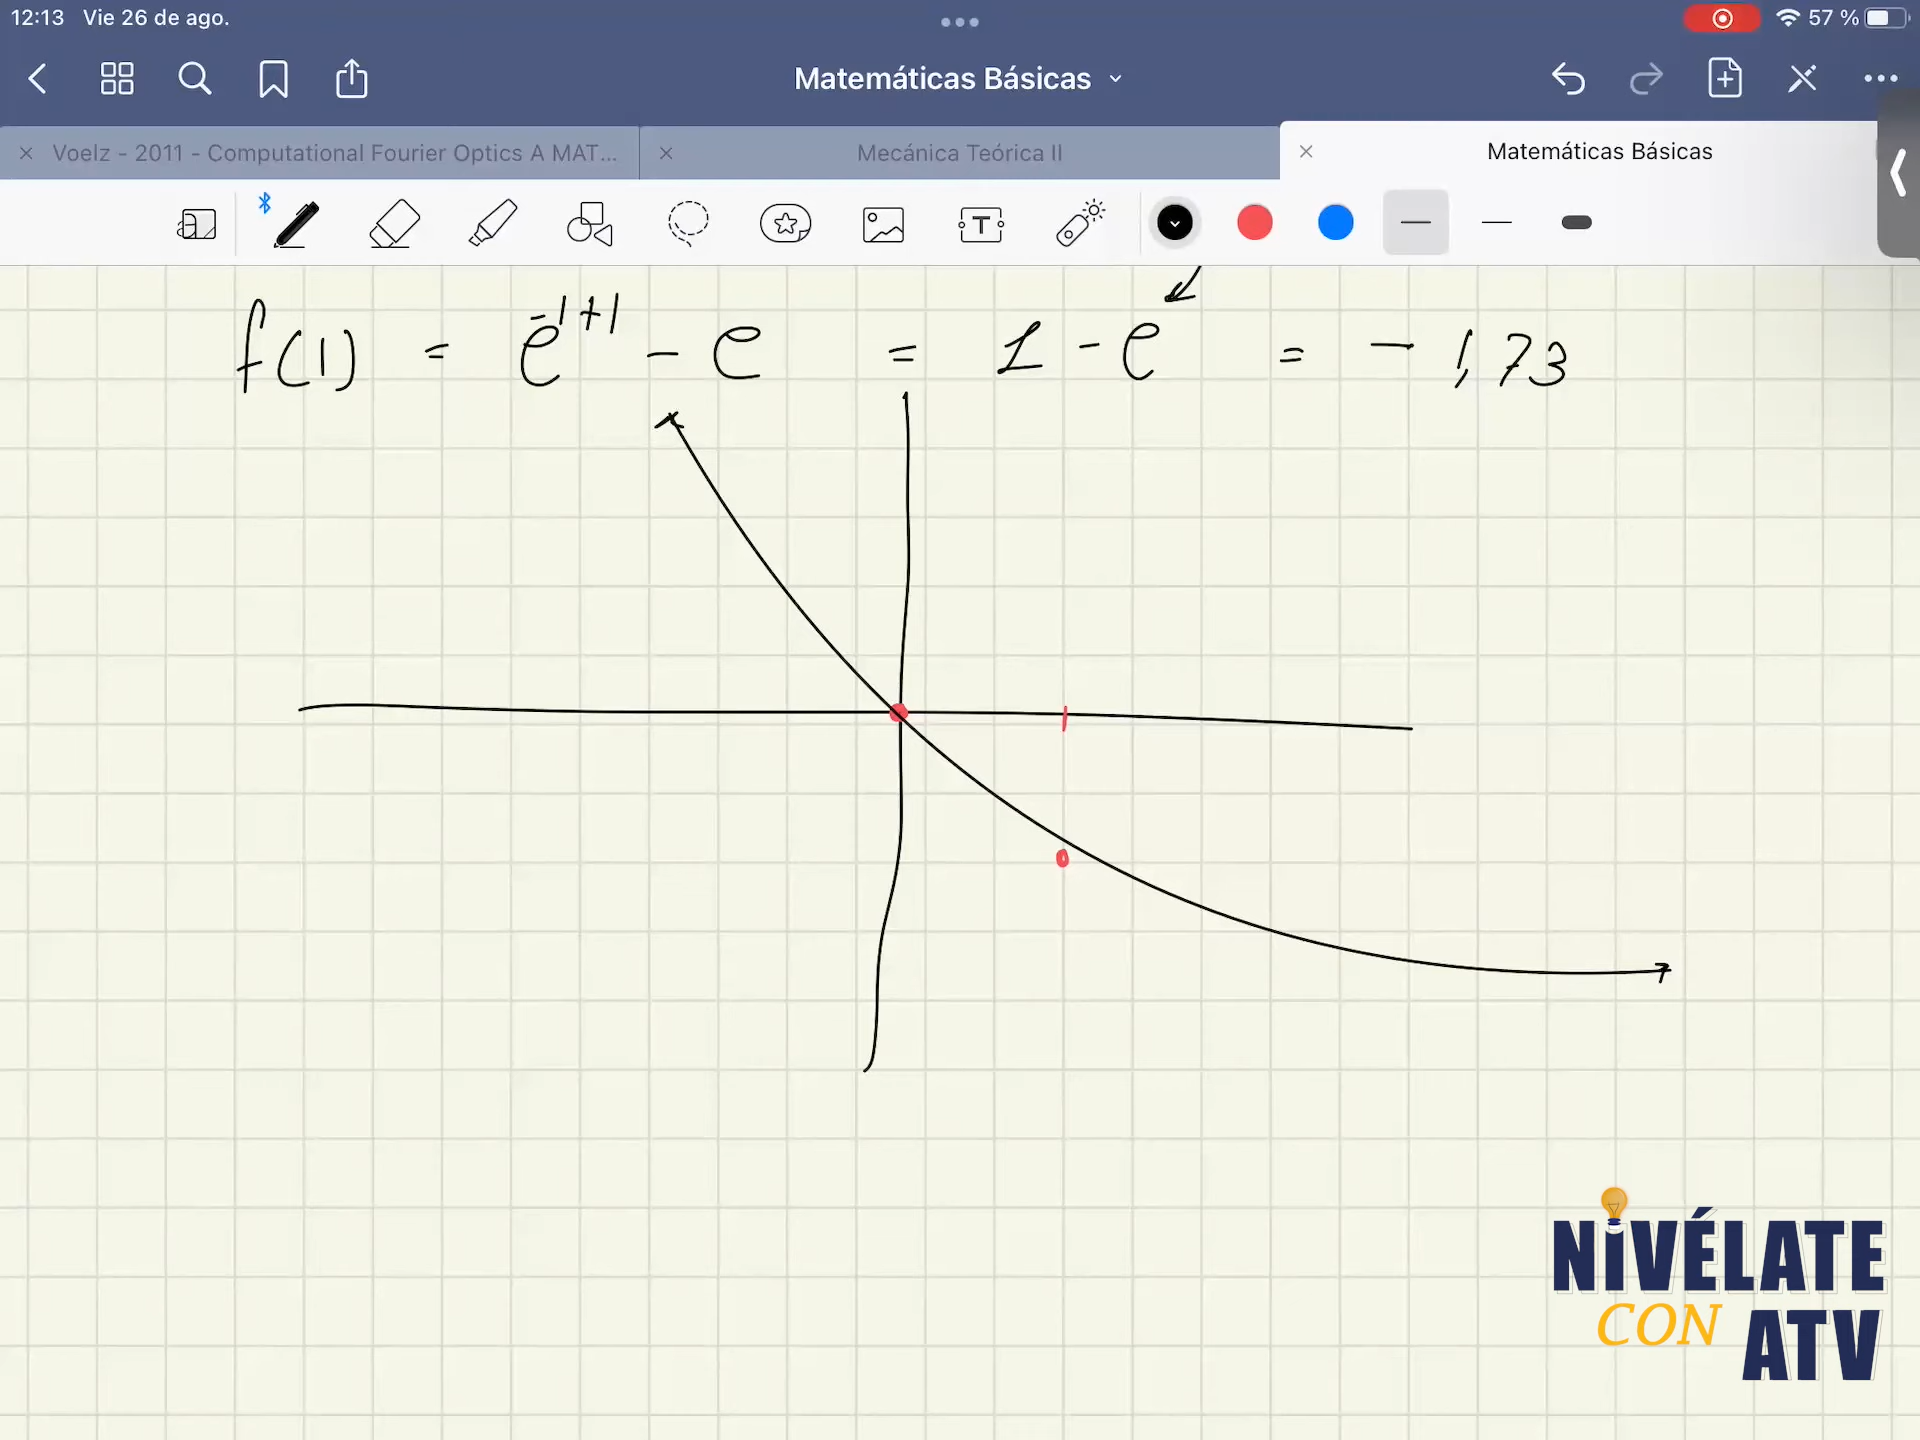 12:13 Vie 26 de ago.
57 %
Matemáticas Básicas
Voelz - 2011 - Computational Fourier Optics A MAT...
Mecánica Teórica II
Matemáticas Básicas
f(1) = e^-1+1 - e = 1 - e = - 1,73
NIVÉLATE
CON
ATV